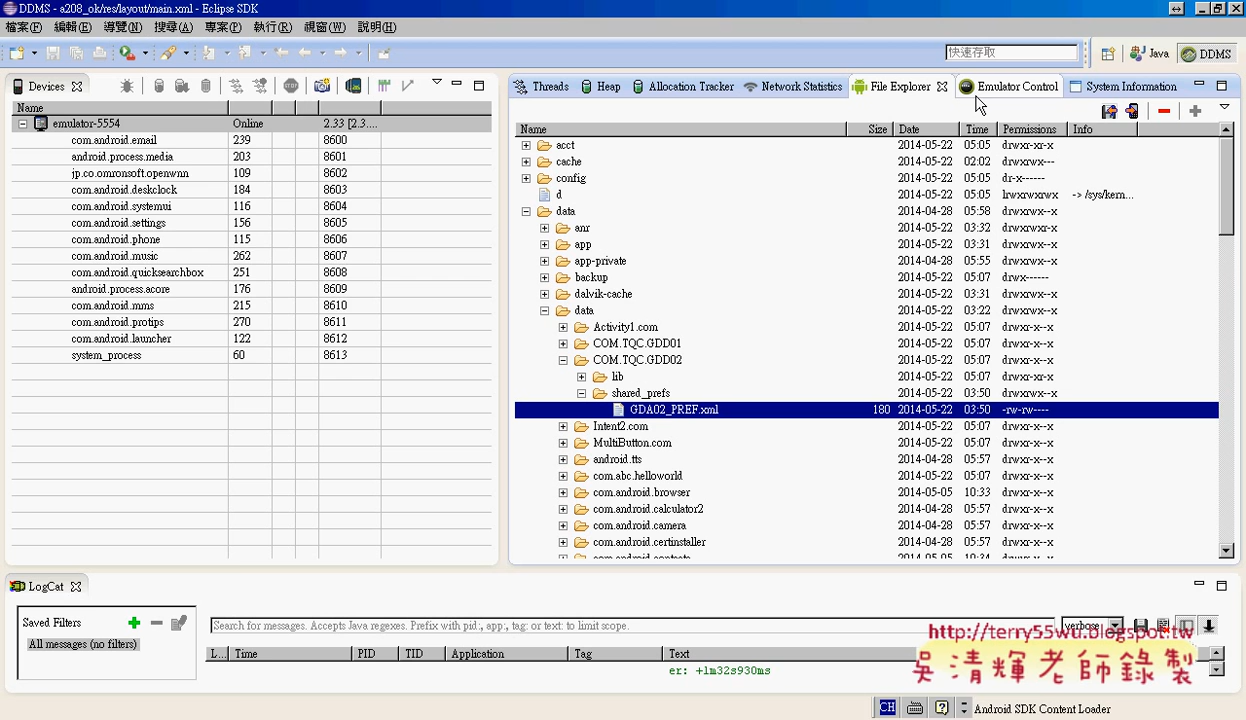 DDMS - a208_ok/res/layout/main.xml - Eclipse SDK
檔案(F) 編輯(E) 導覽(N) 搜尋(A) 專案(P) 執行(R) 視窗(W) 說明(H)
快速存取 Java DDMS
Devices
Name
emulator-5554 Online 2.33 [2.3....
com.android.email 239 8600
android.process.media 203 8601
jp.co.omronsoft.openwnn 109 8602
com.android.deskclock 184 8603
com.android.systemui 116 8604
com.android.settings 156 8605
com.android.phone 115 8606
com.android.music 262 8607
com.android.quicksearchbox 251 8608
android.process.acore 176 8609
com.android.mms 215 8610
com.android.protips 270 8611
com.android.launcher 122 8612
system_process 60 8613
Threads Heap Allocation Tracker Network Statistics File Explorer Emulator Control System Information
Name Size Date Time Permissions Info
acct 2014-05-22 05:05 drwxr-xr-x
cache 2014-05-22 02:02 drwxrwx---
config 2014-05-22 05:05 dr-x------
d 2014-05-22 05:05 lrwxrwxrwx -> /sys/kern...
data 2014-04-28 05:58 drwxrwx--x
anr 2014-05-22 03:32 drwxrwx--x
app 2014-05-22 03:31 drwxrwx--x
app-private 2014-04-28 05:55 drwxrwx--x
backup 2014-05-22 05:07 drwx------
dalvik-cache 2014-05-22 03:31 drwxrwx--x
data 2014-05-22 03:22 drwxrwx--x
Activity1.com 2014-05-22 05:07 drwxr-x--x
COM.TQC.GDD01 2014-05-22 05:07 drwxr-x--x
COM.TQC.GDD02 2014-05-22 05:07 drwxr-x--x
lib 2014-05-22 05:07 drwxr-xr-x
shared_prefs 2014-05-22 03:50 drwxrwx--x
GDA02_PREF.xml 180 2014-05-22 03:50 -rw-rw----
Intent2.com 2014-05-22 05:07 drwxr-x--x
MultiButton.com 2014-05-22 05:07 drwxr-x--x
android.tts 2014-04-28 05:57 drwxr-x--x
com.abc.helloworld 2014-05-22 05:07 drwxr-x--x
com.android.browser 2014-05-05 10:33 drwxr-x--x
com.android.calculator2 2014-04-28 05:57 drwxr-x--x
com.android.camera 2014-04-28 05:57 drwxr-x--x
com.android.certinstaller 2014-04-28 05:57 drwxr-x--x
com.android.contacts 2014-05-05 10:34 drwxr-x--x
LogCat
Saved Filters
All messages (no filters)
Search for messages. Accepts Java regexes. Prefix with pid:, app:, tag: or text: to limit scope.
verbose
L... Time PID TID Application Tag Text
er: +1m32s930ms
http://terry55wu.blogspot.tw
吳清輝老師錄製
CH Android SDK Content Loader